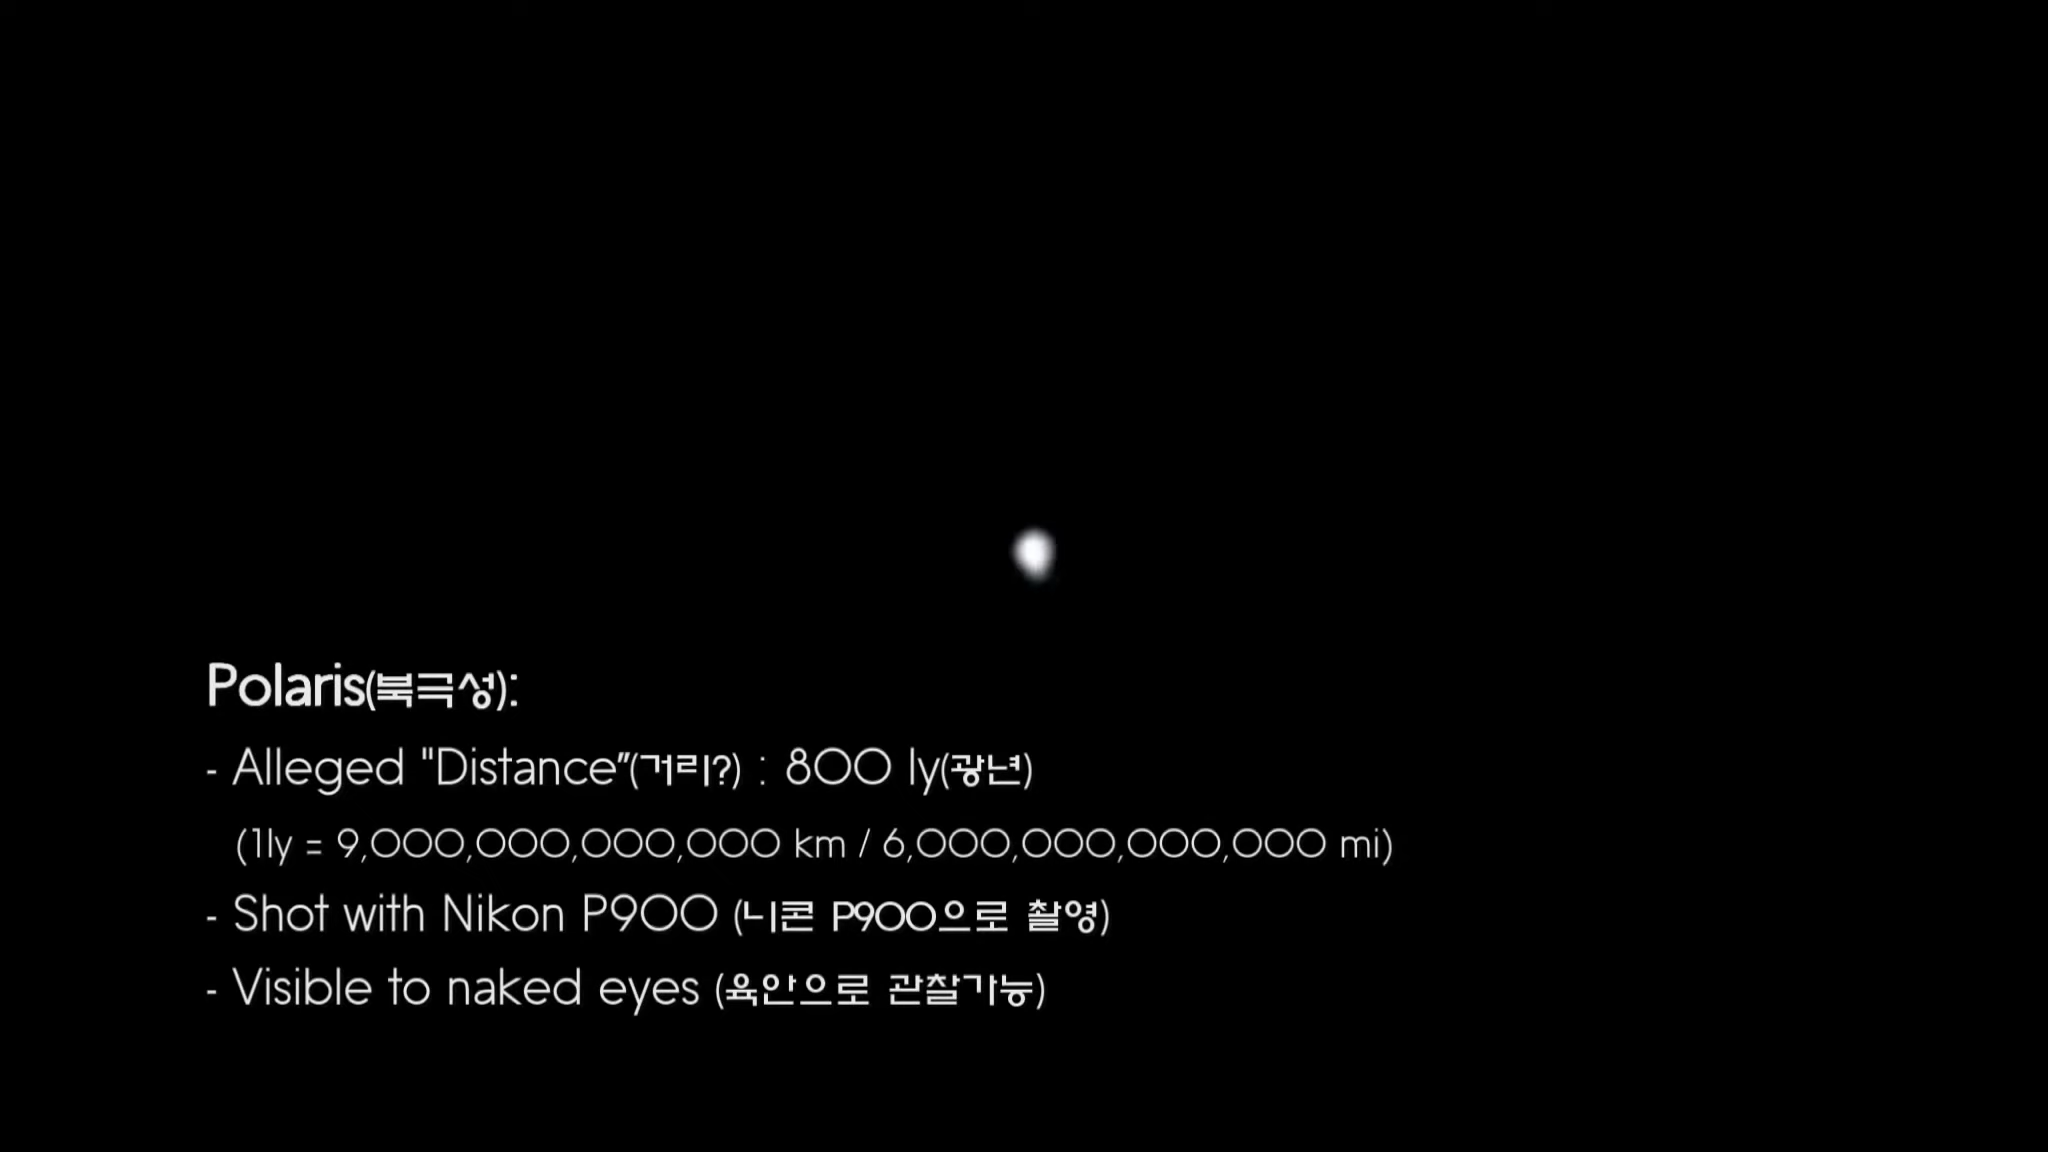 Polaris(북극성):
- Alleged "Distance"(거리?) : 800 ly(광년)
(1ly = 9,000,000,000,000 km / 6,000,000,000,000 mi)
- Shot with Nikon P900 (니콘 P900으로 촬영)
- Visible to naked eyes (육안으로 관찰가능)